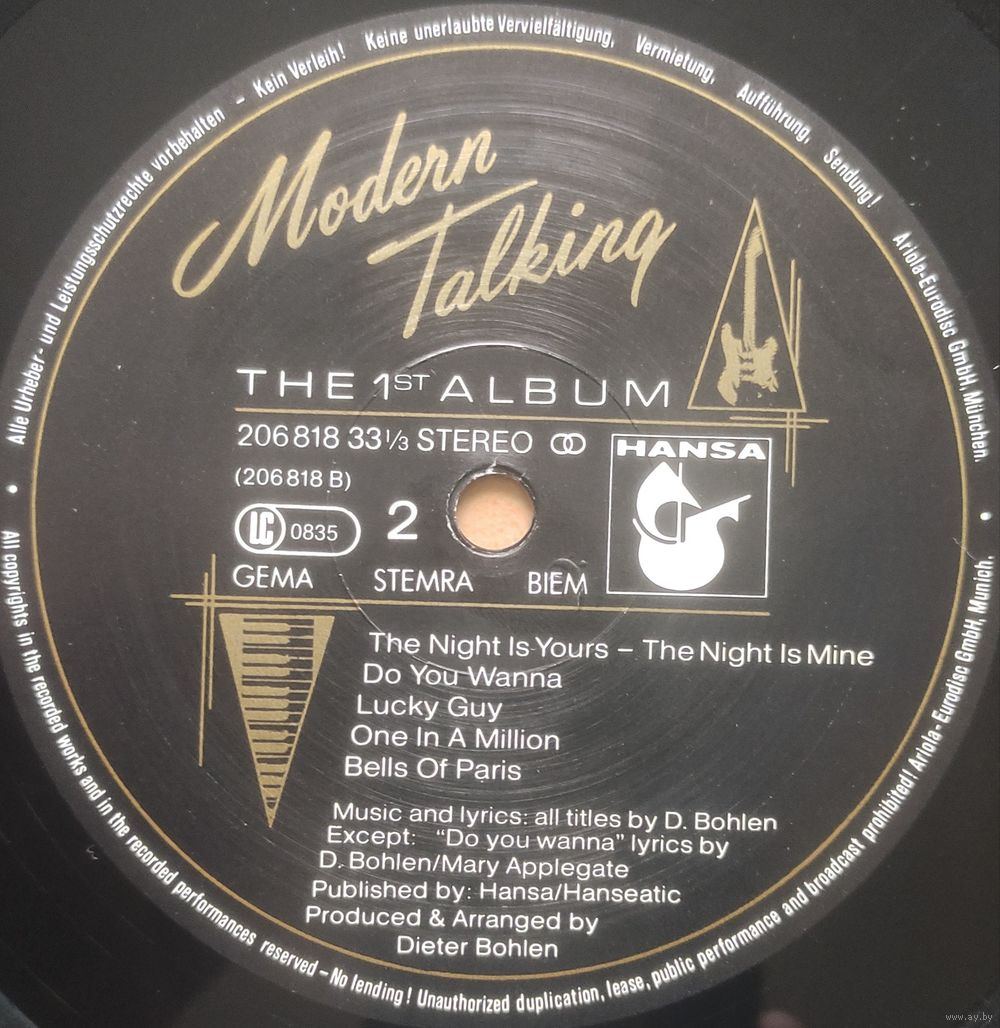 Alle Urheber- und Leistungsschutzrechte vorbehalten – Kein Verleih! Keine unerlaubte Vervielfältigung, Vermietung, Aufführung, Sendung! Ariola-Eurodisc GmbH, München.
Modern
Talking
THE 1ST ALBUM
206 818 33 1/3 STEREO
(206 818 B)
HANSA
LC 0835
2
GEMA STEMRA BIEM
The Night Is Yours – The Night Is Mine
Do You Wanna
Lucky Guy
One In A Million
Bells Of Paris
Music and lyrics: all titles by D. Bohlen
Except: "Do you wanna" lyrics by
D. Bohlen/Mary Applegate
Published by: Hansa/Hanseatic
Produced & Arranged by
Dieter Bohlen
All copyrights in the recorded works and in the recorded performances reserved – No lending! Unauthorized duplication, lease, public performance and broadcast prohibited! Ariola-Eurodisc GmbH, Munich.
www.ay.by